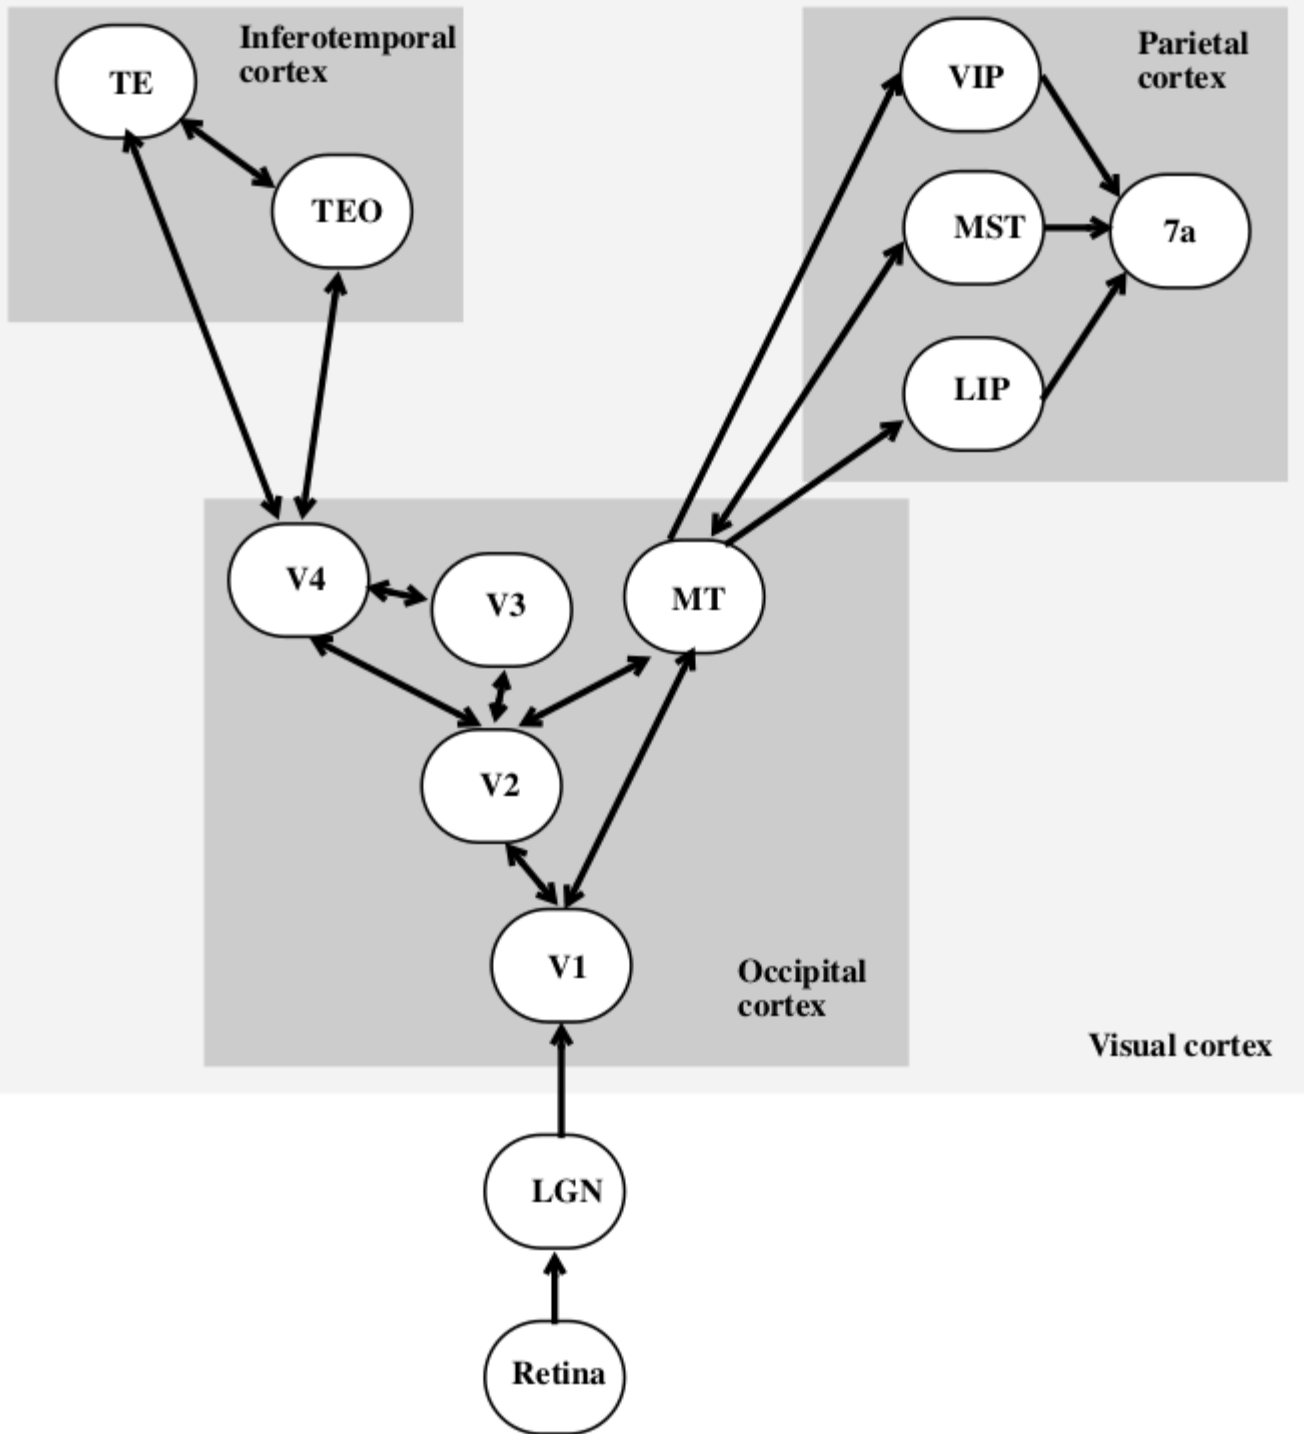 Inferotemporal
cortex
TE
TEO
Parietal
cortex
VIP
MST
7a
LIP
V4
V3
MT
V2
V1
Occipital
cortex
Visual cortex
LGN
Retina